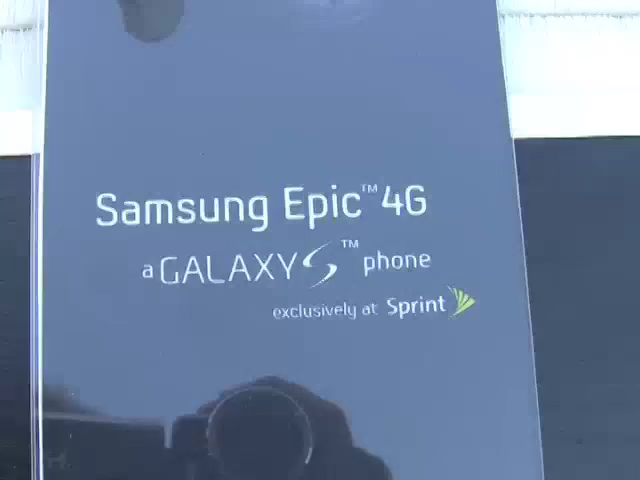 Samsung Epic™ 4G
a GALAXY S™ phone
exclusively at Sprint